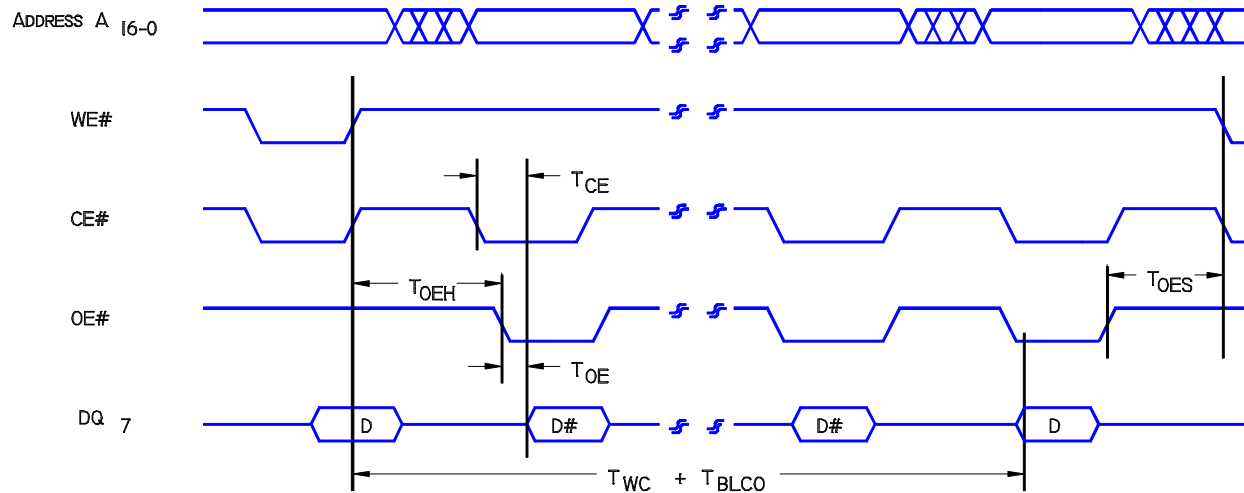 ADDRESS A 16-0
WE#
TCE
CE#
TOEH
TOES
OE#
TOE
DQ 7
D
D#
D#
D
TWC + TBLCO